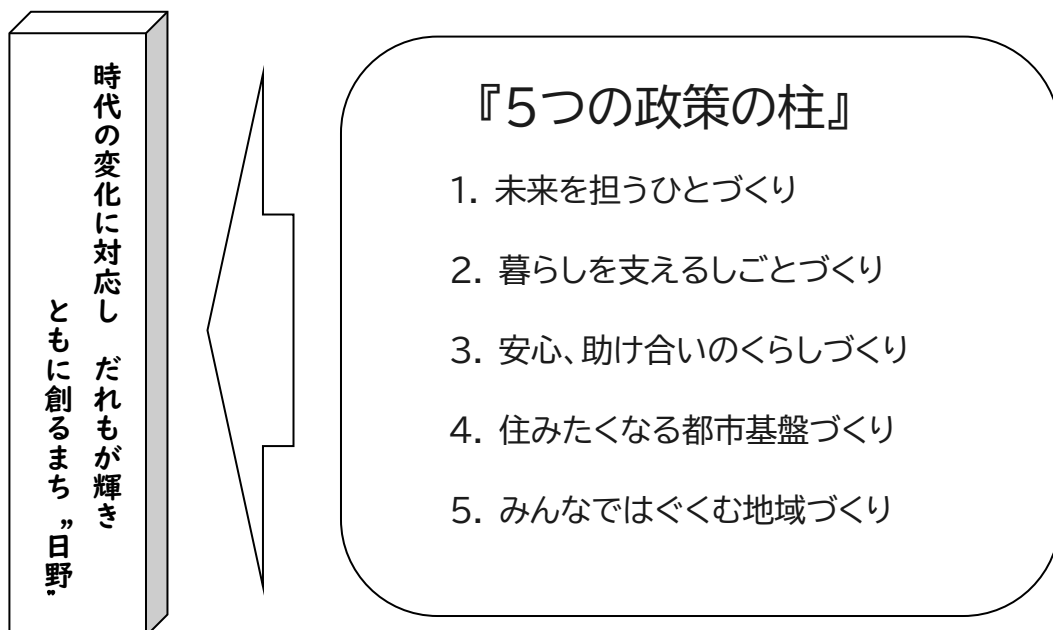 時代の変化に対応し　だれもが輝き
ともに創るまち〝日野〟
『5つの政策の柱』
1. 未来を担うひとづくり
2. 暮らしを支えるしごとづくり
3. 安心、助け合いのくらしづくり
4. 住みたくなる都市基盤づくり
5. みんなではぐくむ地域づくり